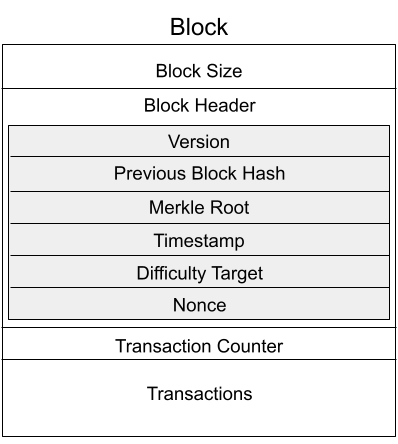 Block
Block Size
Block Header
Version
Previous Block Hash
Merkle Root
Timestamp
Difficulty Target
Nonce
Transaction Counter
Transactions